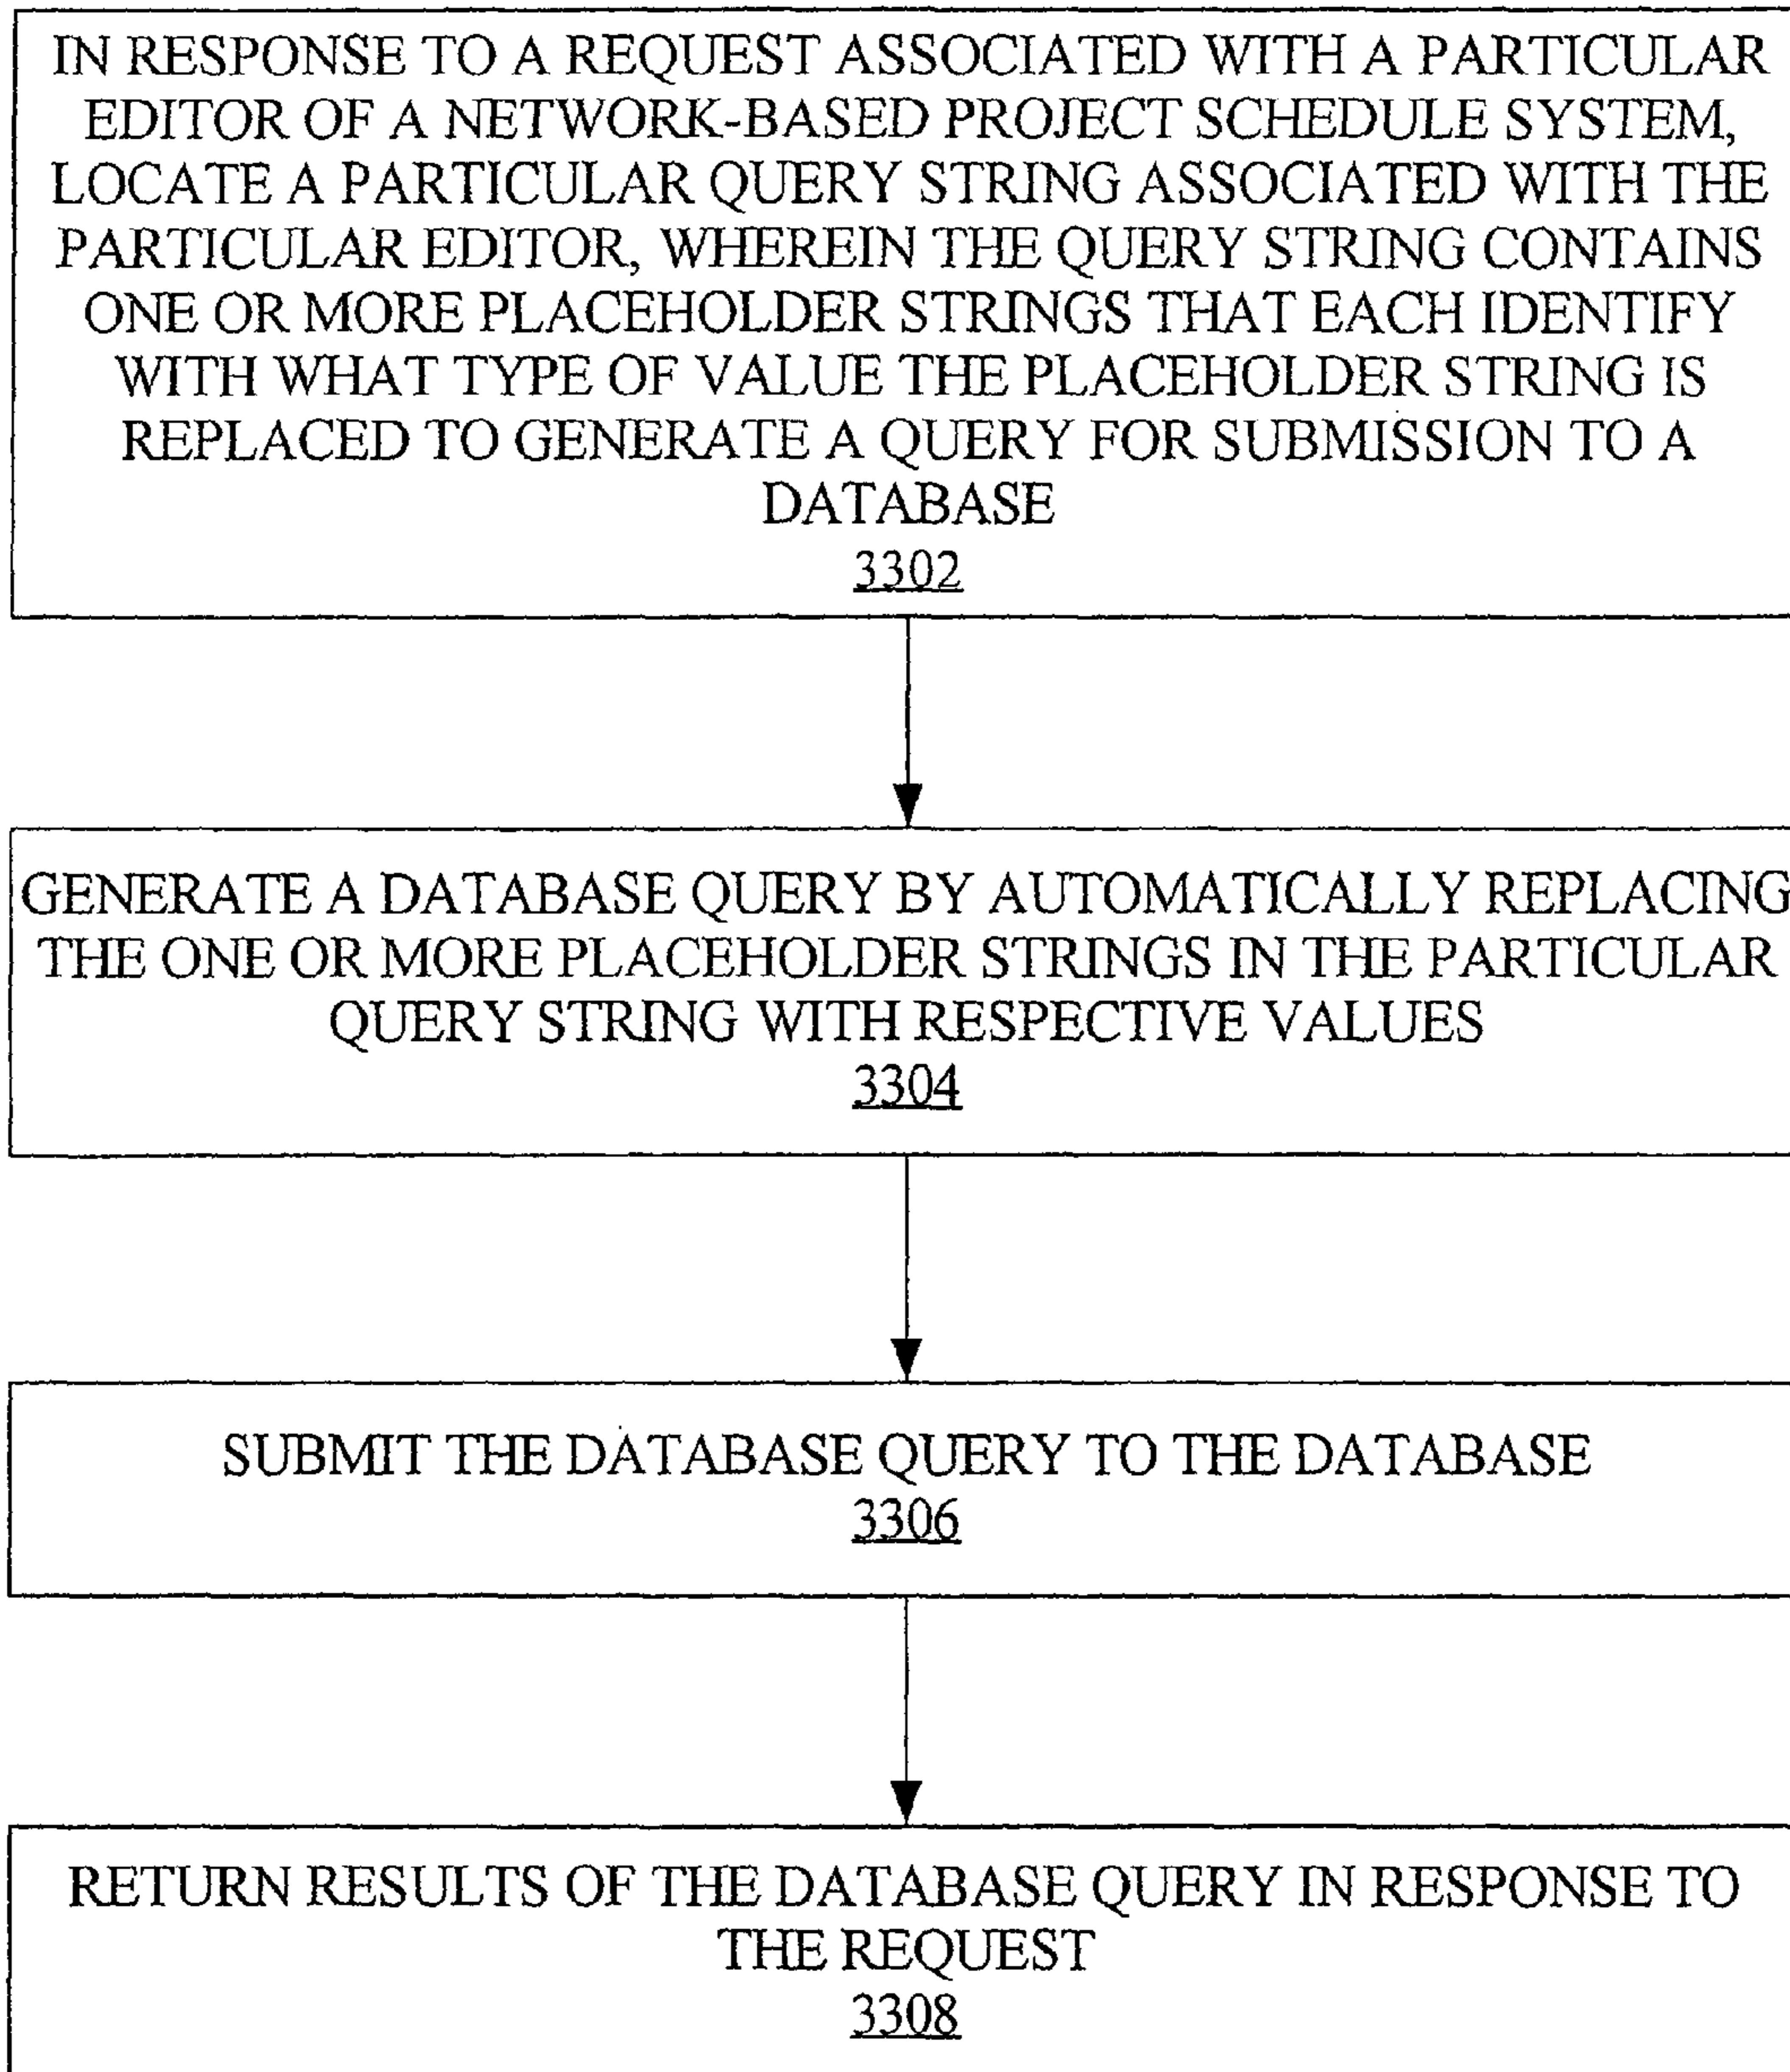 IN RESPONSE TO A REQUEST ASSOCIATED WITH A PARTICULAR
EDITOR OF A NETWORK-BASED PROJECT SCHEDULE SYSTEM,
LOCATE A PARTICULAR QUERY STRING ASSOCIATED WITH THE
PARTICULAR EDITOR, WHEREIN THE QUERY STRING CONTAINS
ONE OR MORE PLACEHOLDER STRINGS THAT EACH IDENTIFY
WITH WHAT TYPE OF VALUE THE PLACEHOLDER STRING IS
REPLACED TO GENERATE A QUERY FOR SUBMISSION TO A
DATABASE
3302
GENERATE A DATABASE QUERY BY AUTOMATICALLY REPLACING
THE ONE OR MORE PLACEHOLDER STRINGS IN THE PARTICULAR
QUERY STRING WITH RESPECTIVE VALUES
3304
SUBMIT THE DATABASE QUERY TO THE DATABASE
3306
RETURN RESULTS OF THE DATABASE QUERY IN RESPONSE TO
THE REQUEST
3308